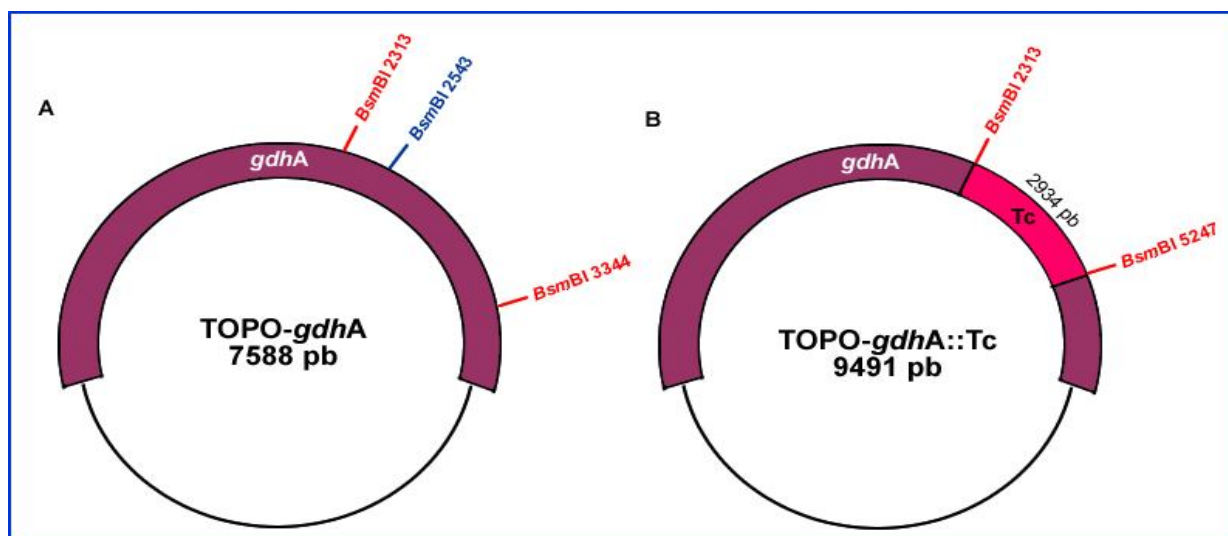 A
BsmBI 2313
BsmBI 2543
gdhA
BsmBI 3344
TOPO-gdhA
7588 pb
B
BsmBI 2313
gdhA
2934 pb
Tc
BsmBI 5247
TOPO-gdhA::Tc
9491 pb